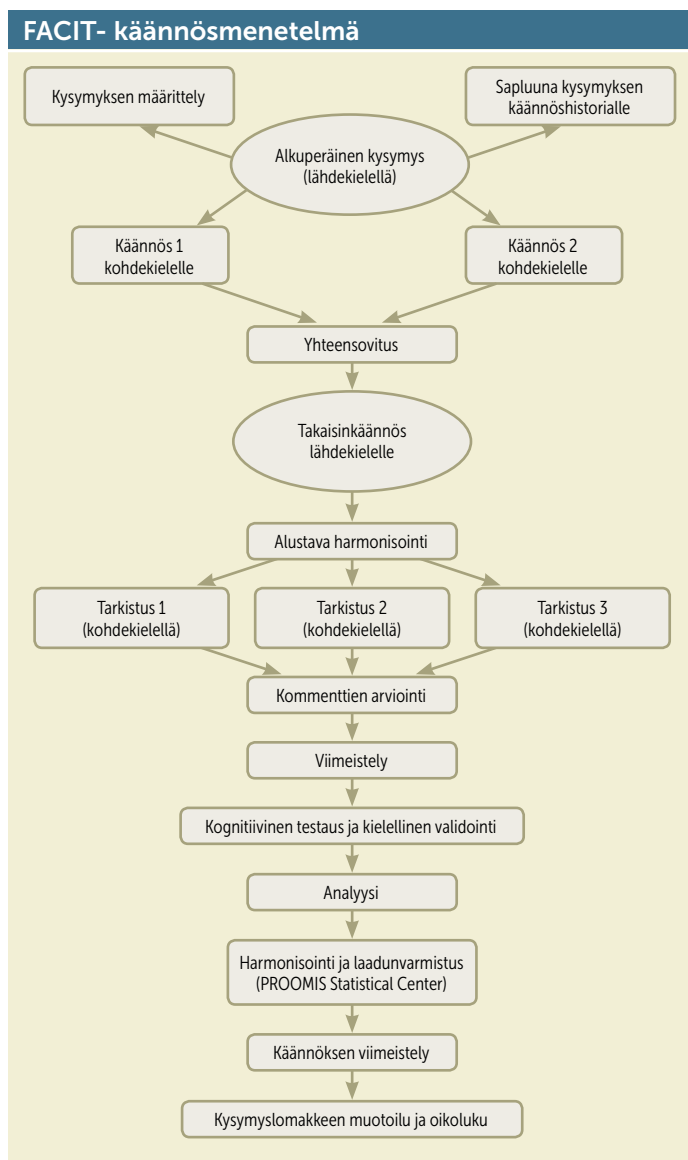 FACIT- käännösmenetelmä
Kysymyksen määrittely
Sapluuna kysymyksen
käännöshistorialle
Alkuperäinen kysymys
(lähdekielellä)
Käännös 1
kohdekielelle
Käännös 2
kohdekielelle
Yhteensovitus
Takaisinkäännös
lähdekielelle
Alustava harmonisointi
Tarkistus 1
(kohdekielellä)
Tarkistus 2
(kohdekielellä)
Tarkistus 3
(kohdekielellä)
Kommenttien arviointi
Viimeistely
Kognitiivinen testaus ja kielellinen validointi
Analyysi
Harmonisointi ja laadunvarmistus
(PROOMIS Statistical Center)
Käännöksen viimeistely
Kysymyslomakkeen muotoilu ja oikoluku